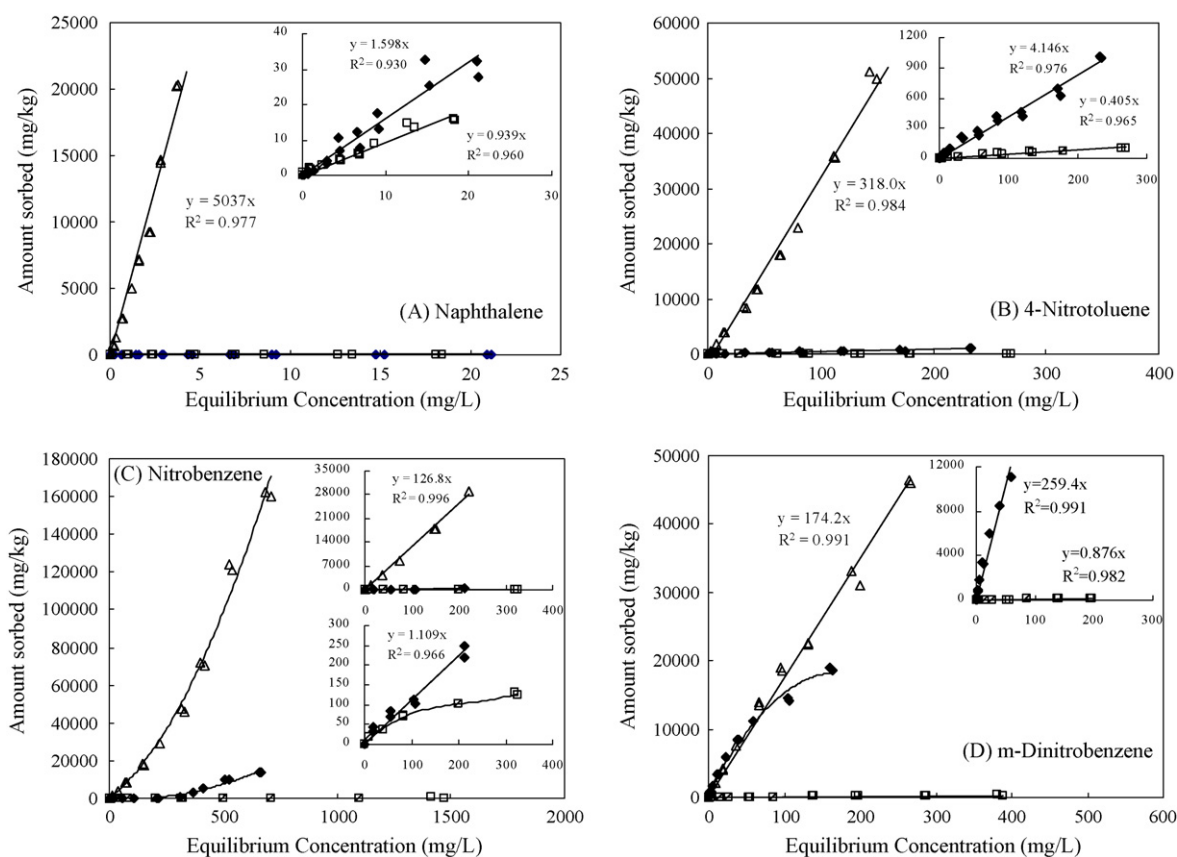 25000
20000
15000
10000
5000
0
Amount sorbed (mg/kg)
0 5 10 15 20 25
Equilibrium Concentration (mg/L)
y = 5037x
R² = 0.977
(A) Naphthalene
40
30
20
10
0
0 10 20 30
y = 1.598x
R² = 0.930
y = 0.939x
R² = 0.960
60000
50000
40000
30000
20000
10000
0
Amount sorbed (mg/kg)
0 100 200 300 400
Equilibrium Concentration (mg/L)
y = 318.0x
R² = 0.984
(B) 4-Nitrotoluene
1200
900
600
300
0
0 100 200 300
y = 4.146x
R² = 0.976
y = 0.405x
R² = 0.965
180000
160000
140000
120000
100000
80000
60000
40000
20000
0
Amount sorbed (mg/kg)
0 500 1000 1500 2000
Equilibrium Concentration (mg/L)
(C) Nitrobenzene
35000
28000
21000
14000
7000
0
0 100 200 300 400
y = 126.8x
R² = 0.996
300
250
200
150
100
50
0
0 100 200 300 400
y = 1.109x
R² = 0.966
50000
40000
30000
20000
10000
0
Amount sorbed (mg/kg)
0 100 200 300 400
Equilibrium Concentration (mg/L)
y = 174.2x
R² = 0.991
(D) m-Dinitrobenzene
12000
8000
4000
0
0 100 200 300
y=259.4x
R²=0.991
y=0.876x
R²=0.982